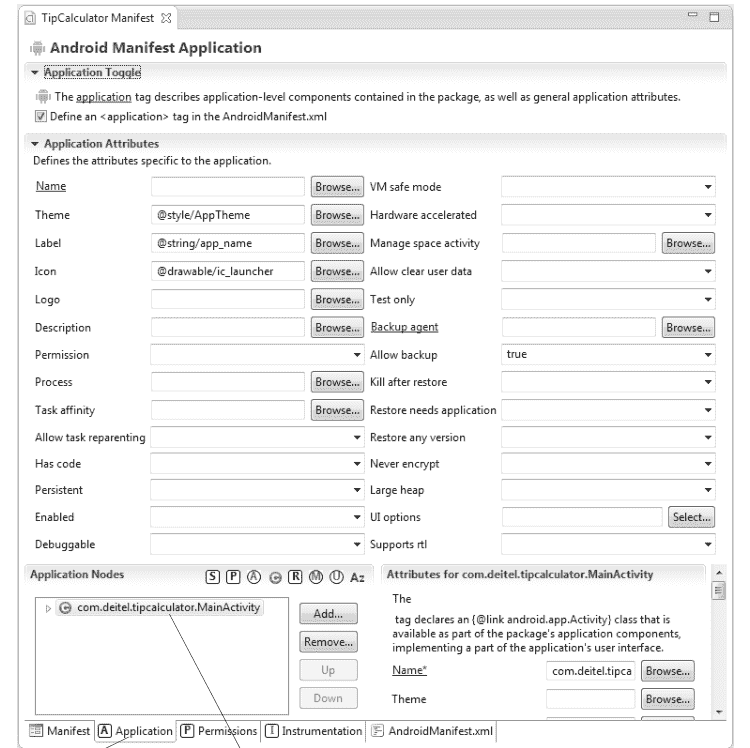 TipCalculator Manifest
Android Manifest Application
Application Toggle
The application tag describes application-level components contained in the package, as well as general application attributes.
Define an <application> tag in the AndroidManifest.xml
Application Attributes
Defines the attributes specific to the application.
Name Browse... VM safe mode
Theme @style/AppTheme Browse... Hardware accelerated
Label @string/app_name Browse... Manage space activity Browse...
Icon @drawable/ic_launcher Browse... Allow clear user data
Logo Browse... Test only
Description Browse... Backup agent Browse...
Permission Allow backup true
Process Browse... Kill after restore
Task affinity Browse... Restore needs application
Allow task reparenting Restore any version
Has code Never encrypt
Persistent Large heap
Enabled UI options Select...
Debuggable Supports rtl
Application Nodes S P A G R M U Az
com.deitel.tipcalculator.MainActivity
Add...
Remove...
Up
Down
Attributes for com.deitel.tipcalculator.MainActivity
The
tag declares an {@link android.app.Activity} class that is
available as part of the package's application components,
implementing a part of the application's user interface.
Name* com.deitel.tipca Browse...
Theme Browse...
Manifest A Application P Permissions I Instrumentation AndroidManifest.xml